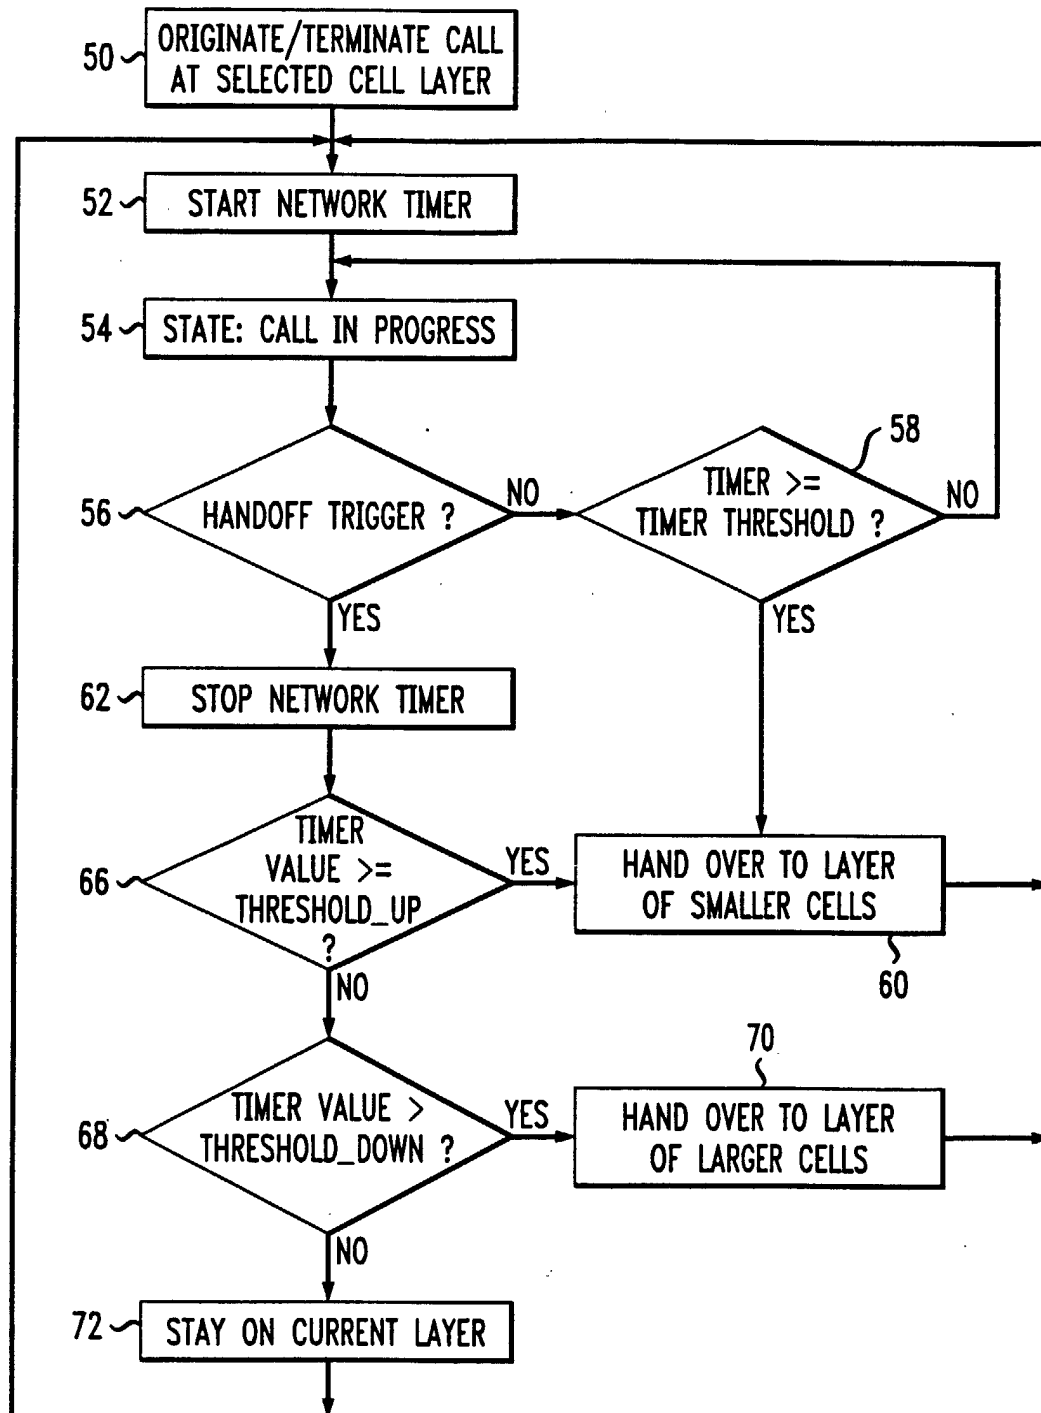 50
ORIGINATE/TERMINATE CALL
AT SELECTED CELL LAYER
52
START NETWORK TIMER
54
STATE: CALL IN PROGRESS
56
HANDOFF TRIGGER ?
NO
YES
58
TIMER >=
TIMER THRESHOLD ?
NO
YES
62
STOP NETWORK TIMER
66
TIMER
VALUE >=
THRESHOLD_UP
?
YES
NO
HAND OVER TO LAYER
OF SMALLER CELLS
60
68
TIMER VALUE >
THRESHOLD_DOWN ?
YES
NO
70
HAND OVER TO LAYER
OF LARGER CELLS
72
STAY ON CURRENT LAYER